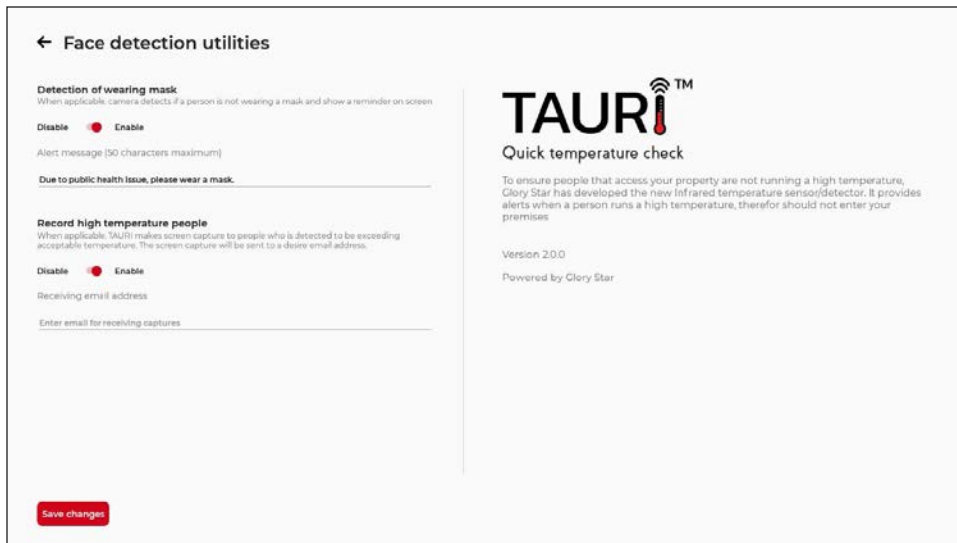 ← Face detection utilities
Detection of wearing mask
When applicable, camera detects if a person is not wearing a mask and show a reminder on screen
Disable Enable
Alert message (50 characters maximum)
Due to public health issue, please wear a mask.
Record high temperature people
When applicable, TAURI makes screen capture to people who is detected to be exceeding
acceptable temperature. The screen capture will be sent to a desire email address.
Disable Enable
Receiving email address
Enter email for receiving captures
Save changes
TAURI™
Quick temperature check
To ensure people that access your property are not running a high temperature,
Glory Star has developed the new Infrared temperature sensor/detector. It provides
alerts when a person runs a high temperature, therefor should not enter your
premises
Version 2.0.0
Powered by Glory Star